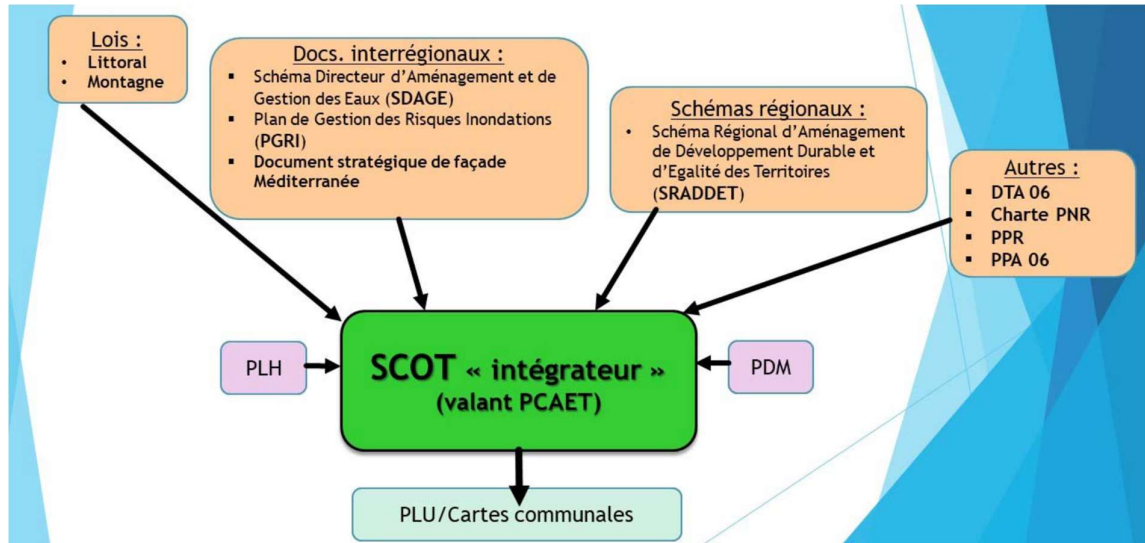 Lois :
• Littoral
• Montagne
Docs. interrégionaux :
▪ Schéma Directeur d'Aménagement et de
Gestion des Eaux (SDAGE)
▪ Plan de Gestion des Risques Inondations
(PGRI)
▪ Document stratégique de façade
Méditerranée
Schémas régionaux :
• Schéma Régional d'Aménagement
de Développement Durable et
d'Egalité des Territoires
(SRADDET)
Autres :
▪ DTA 06
▪ Charte PNR
▪ PPR
▪ PPA 06
PLH
SCOT « intégrateur »
(valant PCAET)
PDM
PLU/Cartes communales